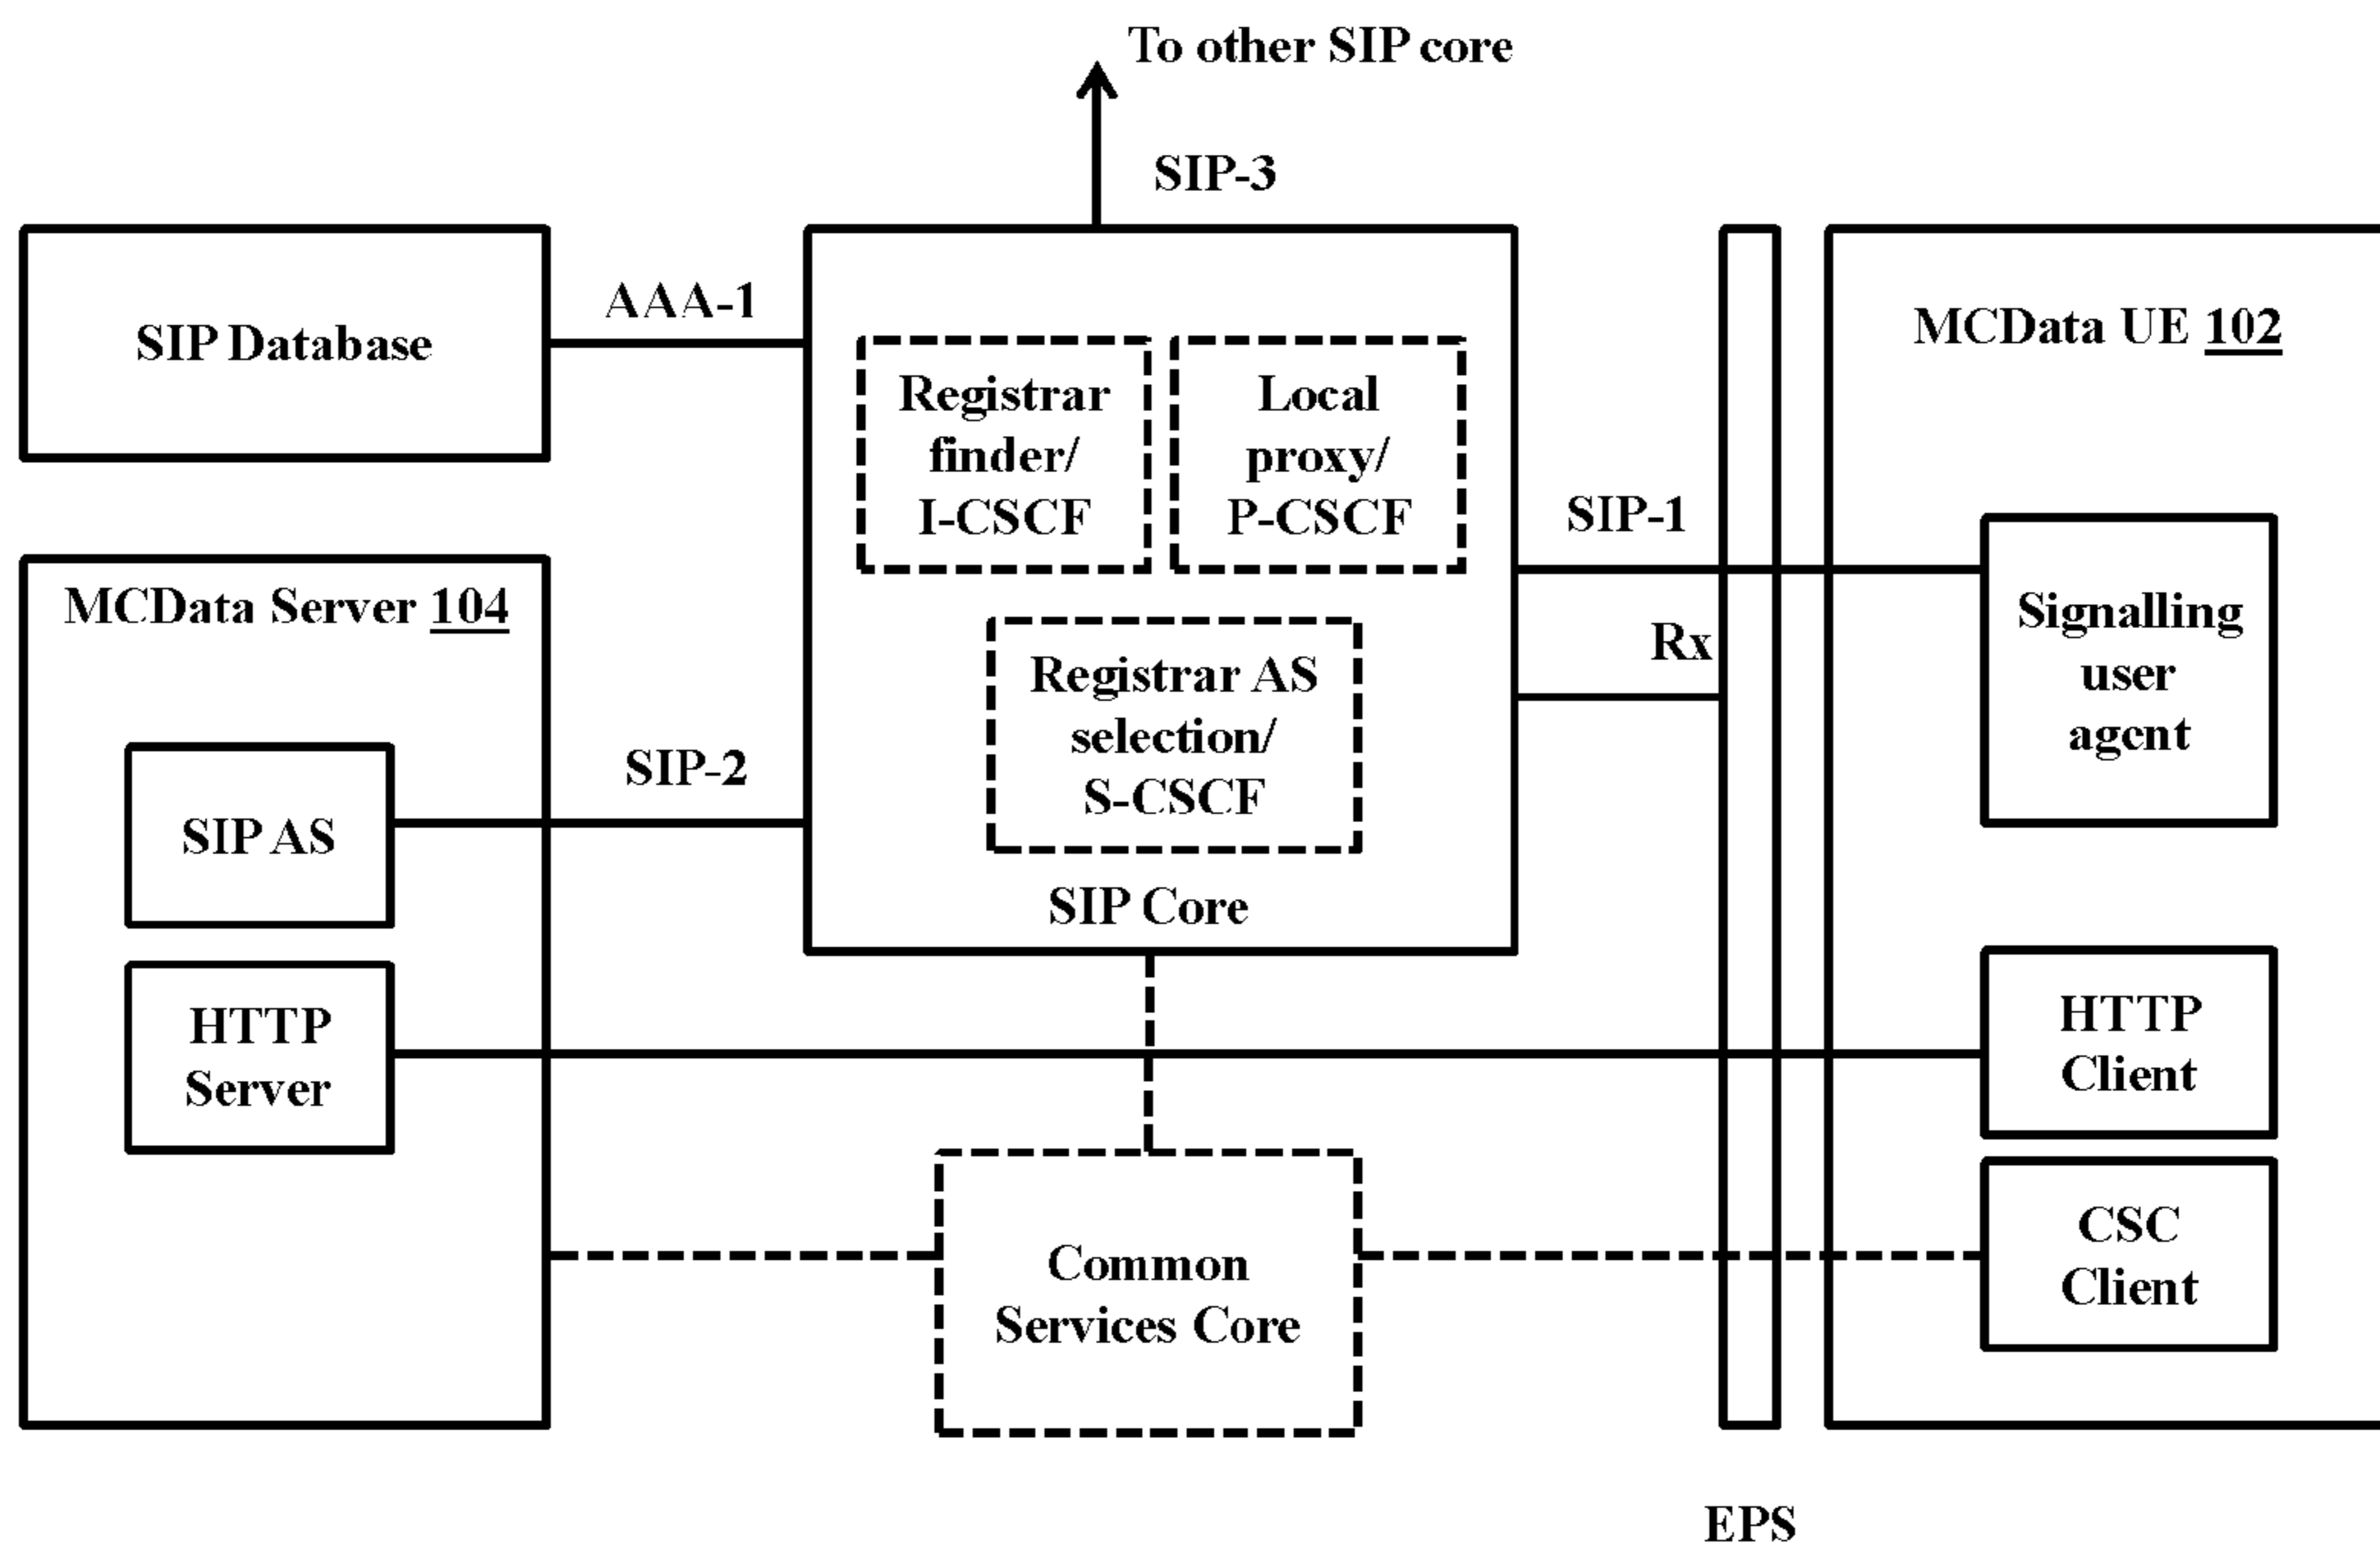 To other SIP core
SIP-3
SIP Database
AAA-1
Registrar
finder/
I-CSCF
Local
proxy/
P-CSCF
MCData UE 102
SIP-1
MCData Server 104
Signalling
user
agent
Rx
Registrar AS
selection/
S-CSCF
SIP-2
SIP AS
SIP Core
HTTP
Server
HTTP
Client
CSC
Client
Common
Services Core
EPS